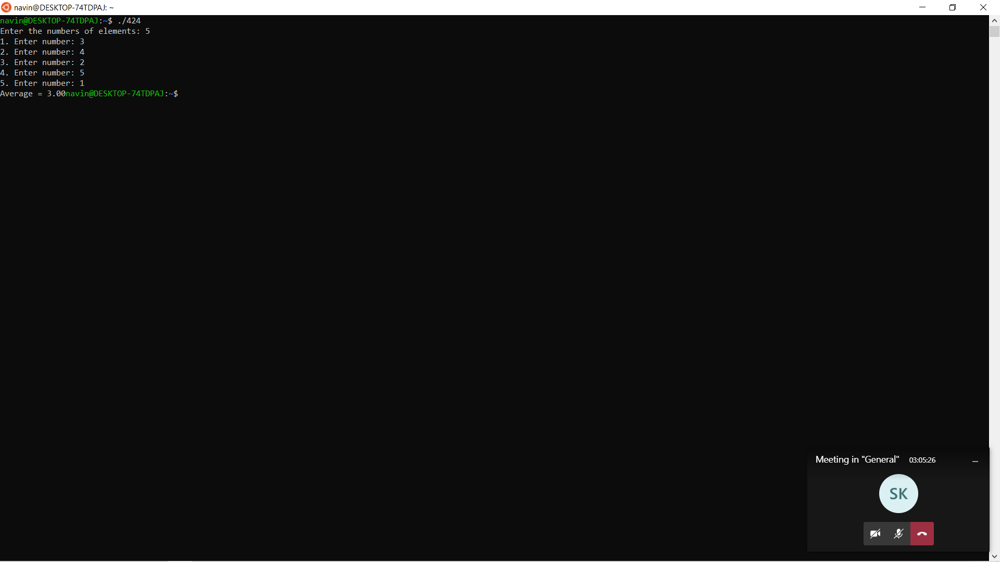 navin@DESKTOP-74TDPAJ: ~
navin@DESKTOP-74TDPAJ:~$ ./424
Enter the numbers of elements: 5
1. Enter number: 3
2. Enter number: 4
3. Enter number: 2
4. Enter number: 5
5. Enter number: 1
Average = 3.00navin@DESKTOP-74TDPAJ:~$
Meeting in "General" 03:05:26
SK